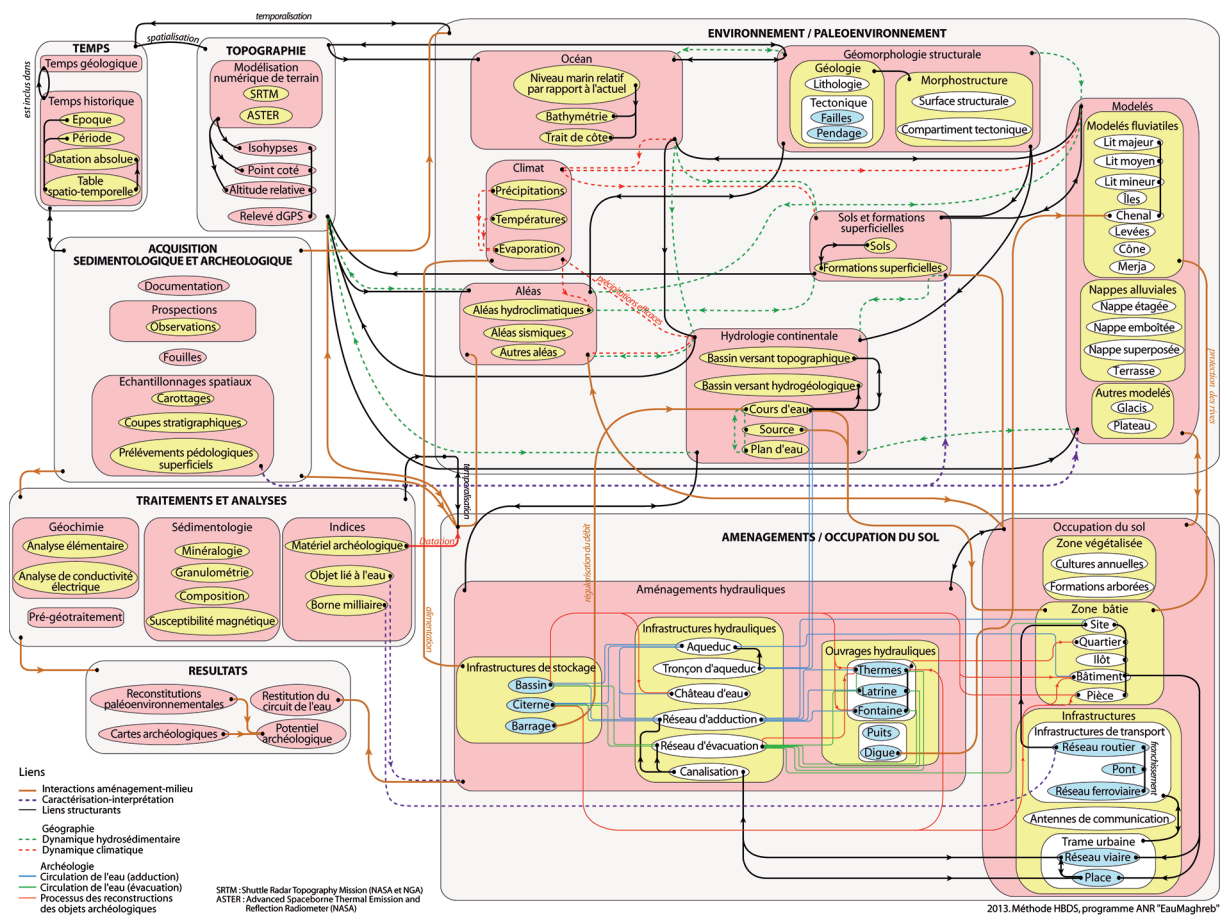 temporalisation
spatialisation
est inclus dans
TEMPS
Temps géologique
Temps historique
Epoque
Période
Datation absolue
Table
spatio-temporelle
TOPOGRAPHIE
Modélisation
numérique de terrain
SRTM
ASTER
Isohypses
Point coté
Altitude relative
Relevé dGPS
ENVIRONNEMENT / PALEOENVIRONNEMENT
Océan
Niveau marin relatif
par rapport à l'actuel
Bathymétrie
Trait de côte
Géomorphologie structurale
Géologie
Lithologie
Tectonique
Failles
Pendage
Morphostructure
Surface structurale
Compartiment tectonique
Climat
Précipitations
Températures
Evaporation
précipitations efficaces
Sols et formations
superficielles
Sols
Formations superficielles
Aléas
Aléas hydroclimatiques
Aléas sismiques
Autres aléas
Hydrologie continentale
Bassin versant topographique
Bassin versant hydrogéologique
Cours d'eau
Source
Plan d'eau
Modelés
Modelés fluviatiles
Lit majeur
Lit moyen
Lit mineur
Îles
Chenal
Levées
Cône
Merja
Nappes alluviales
Nappe étagée
Nappe emboîtée
Nappe superposée
Terrasse
Autres modelés
Glacis
Plateau
protection des rives
ACQUISITION
SEDIMENTOLOGIQUE ET ARCHEOLOGIQUE
Documentation
Prospections
Observations
Fouilles
Echantillonnages spatiaux
Carottages
Coupes stratigraphiques
Prélévements pédologiques
superficiels
TRAITEMENTS ET ANALYSES
Géochimie
Analyse élémentaire
Analyse de conductivité
électrique
Pré-géotraitement
Sédimentologie
Minéralogie
Granulométrie
Composition
Susceptibilité magnétique
Indices
Matériel archéologique
Objet lié à l'eau
Borne milliaire
Datation
temporalisation
alimentation
régularisation du débit
RESULTATS
Reconstitutions
paléoenvironnementales
Cartes archéologiques
Restitution du
circuit de l'eau
Potentiel
archéologique
AMENAGEMENTS / OCCUPATION DU SOL
Aménagements hydrauliques
Infrastructures de stockage
Bassin
Citerne
Barrage
Infrastructures hydrauliques
Aqueduc
Tronçon d'aqueduc
Château d'eau
Réseau d'adduction
Réseau d'évacuation
Canalisation
Ouvrages hydrauliques
Thermes
Latrine
Fontaine
Puits
Digue
Occupation du sol
Zone végétalisée
Cultures annuelles
Formations arborées
Zone bâtie
Site
Quartier
Ilôt
Bâtiment
Pièce
Infrastructures
Infrastructures de transport
Réseau routier
Pont
Réseau ferroviaire
franchissement
Antennes de communication
Trame urbaine
Réseau viaire
Place
Liens
Interactions aménagement-milieu
Caractérisation-interprétation
Liens structurants
Géographie
Dynamique hydrosédimentaire
Dynamique climatique
Archéologie
Circulation de l'eau (adduction)
Circulation de l'eau (évacuation)
Processus des reconstructions
des objets archéologiques
SRTM : Shuttle Radar Topography Mission (NASA et NGA)
ASTER : Advanced Spaceborne Thermal Emission and
Reflection Radiometer (NASA)
2013. Méthode HBDS, programme ANR "EauMaghreb"